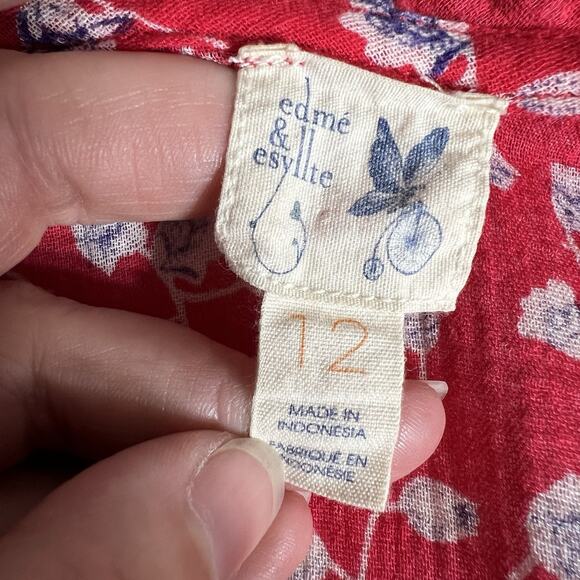 edmé
&
esyllte
12
MADE IN
INDONESIA
FABRIQUÉ EN
INDONÉSIE